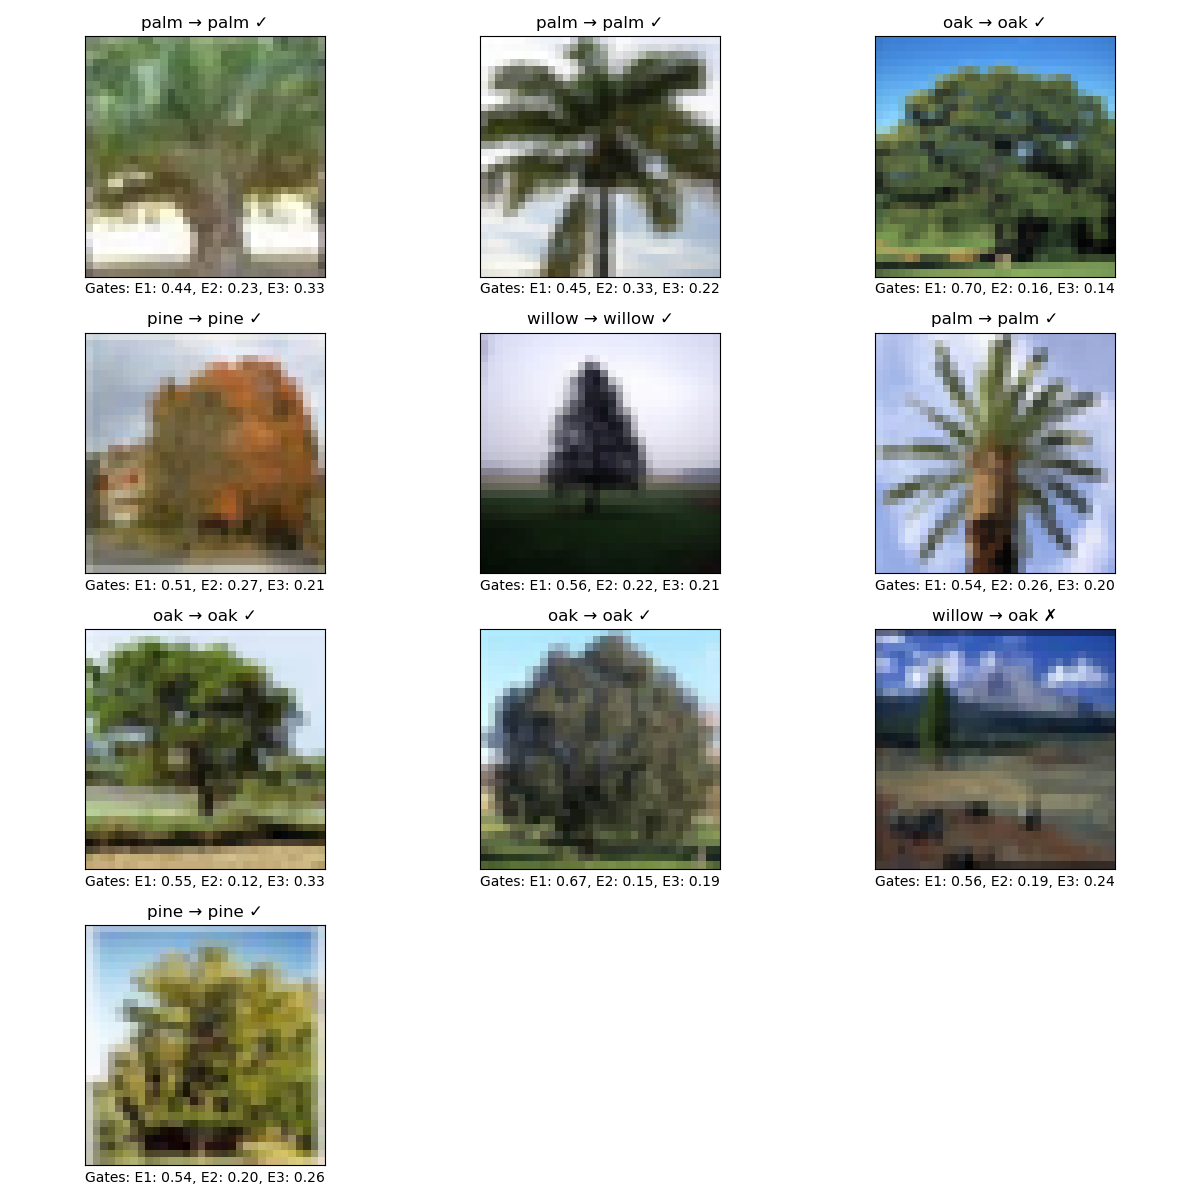 palm → palm ✓
palm → palm ✓
oak → oak ✓
Gates: E1: 0.44, E2: 0.23, E3: 0.33
Gates: E1: 0.45, E2: 0.33, E3: 0.22
Gates: E1: 0.70, E2: 0.16, E3: 0.14
pine → pine ✓
willow → willow ✓
palm → palm ✓
Gates: E1: 0.51, E2: 0.27, E3: 0.21
Gates: E1: 0.56, E2: 0.22, E3: 0.21
Gates: E1: 0.54, E2: 0.26, E3: 0.20
oak → oak ✓
oak → oak ✓
willow → oak ✗
Gates: E1: 0.55, E2: 0.12, E3: 0.33
Gates: E1: 0.67, E2: 0.15, E3: 0.19
Gates: E1: 0.56, E2: 0.19, E3: 0.24
pine → pine ✓
Gates: E1: 0.54, E2: 0.20, E3: 0.26